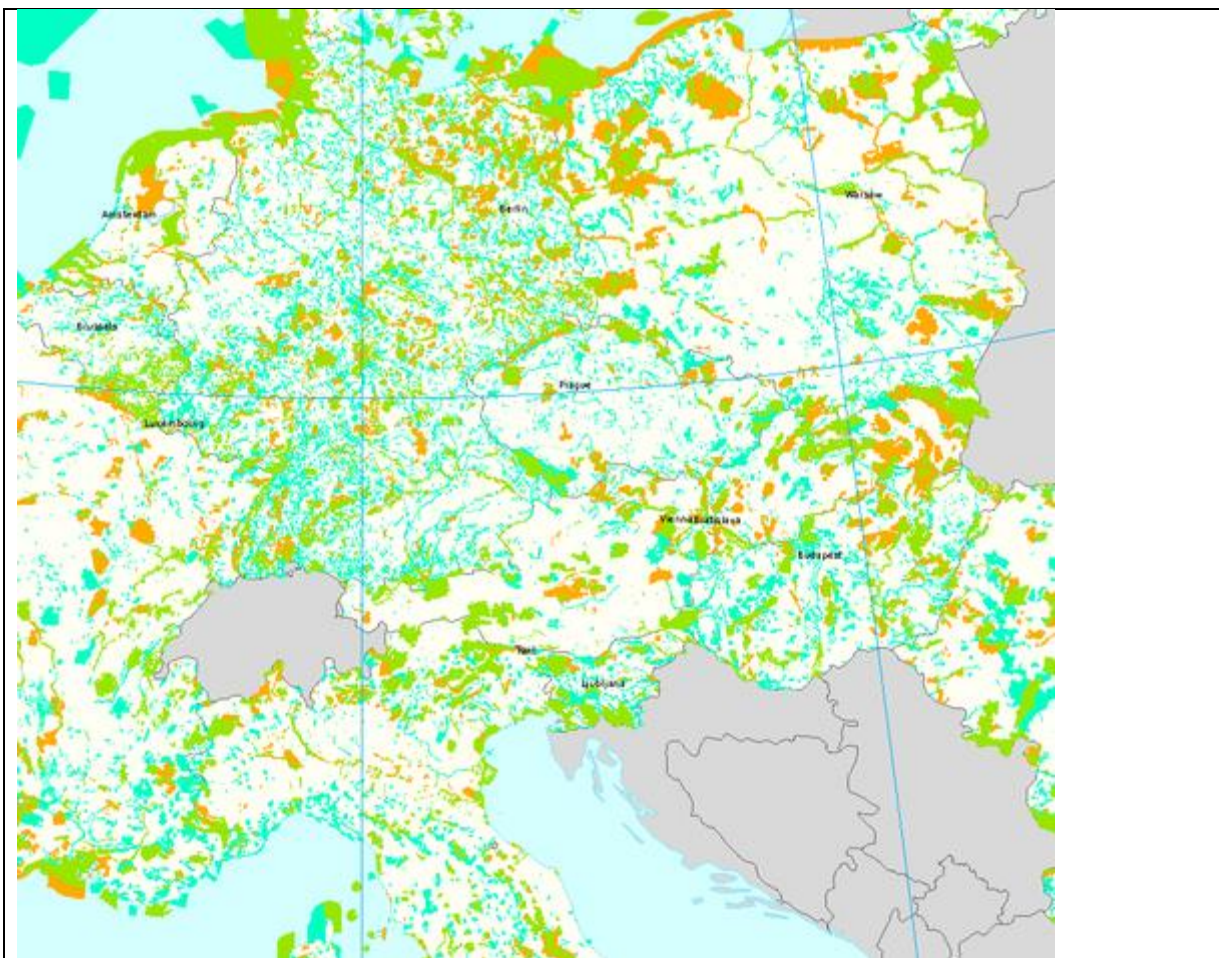 Warsaw
Amsterdam
Berlin
Brussels
Prague
Luxembourg
Vienna
Bratislava
Budapest
Ljubljana